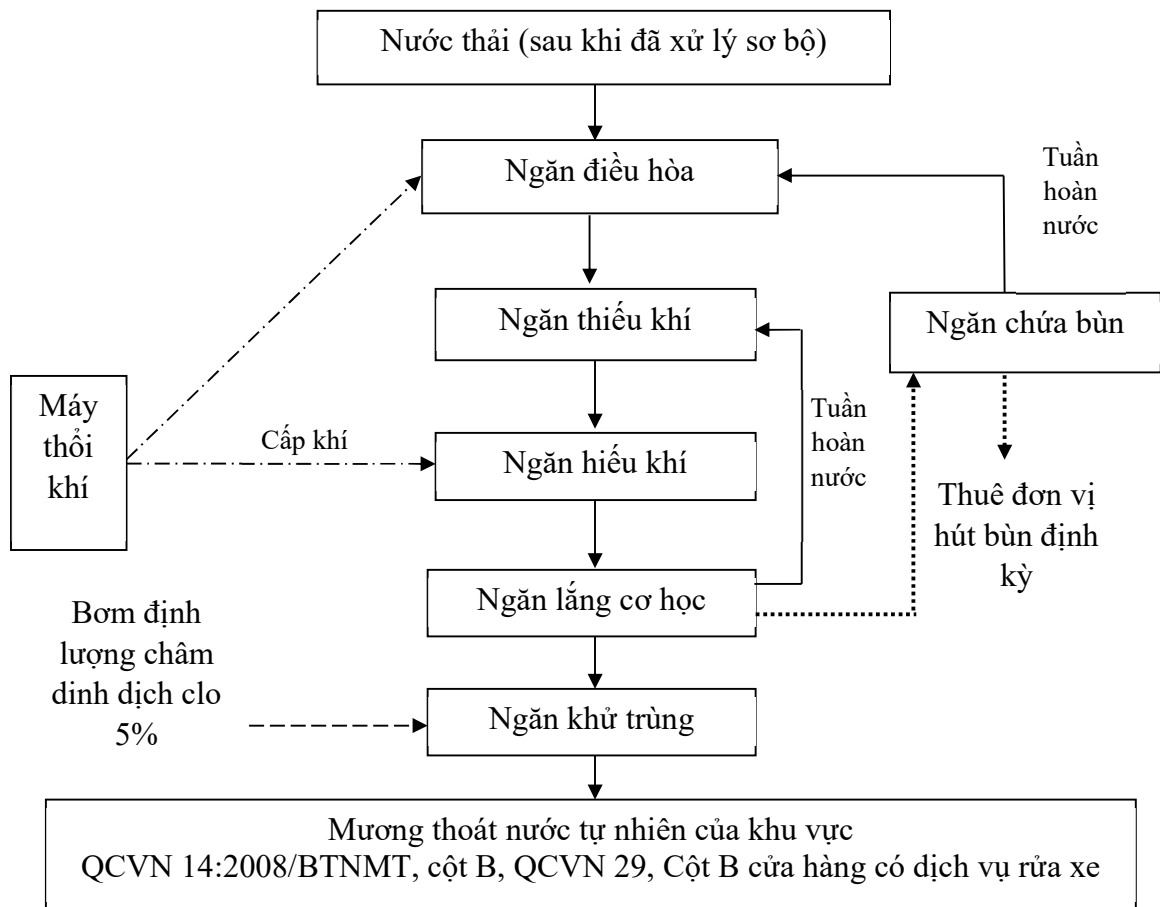 Nước thải (sau khi đã xử lý sơ bộ)
Ngăn điều hòa
Tuần
hoàn
nước
Ngăn thiếu khí
Ngăn chứa bùn
Máy
thổi
khí
Cấp khí
Ngăn hiếu khí
Tuần
hoàn
nước
Thuê đơn vị
hút bùn định
kỳ
Ngăn lắng cơ học
Bơm định
lượng châm
dinh dịch clo
5%
Ngăn khử trùng
Mương thoát nước tự nhiên của khu vực
QCVN 14:2008/BTNMT, cột B, QCVN 29, Cột B cửa hàng có dịch vụ rửa xe